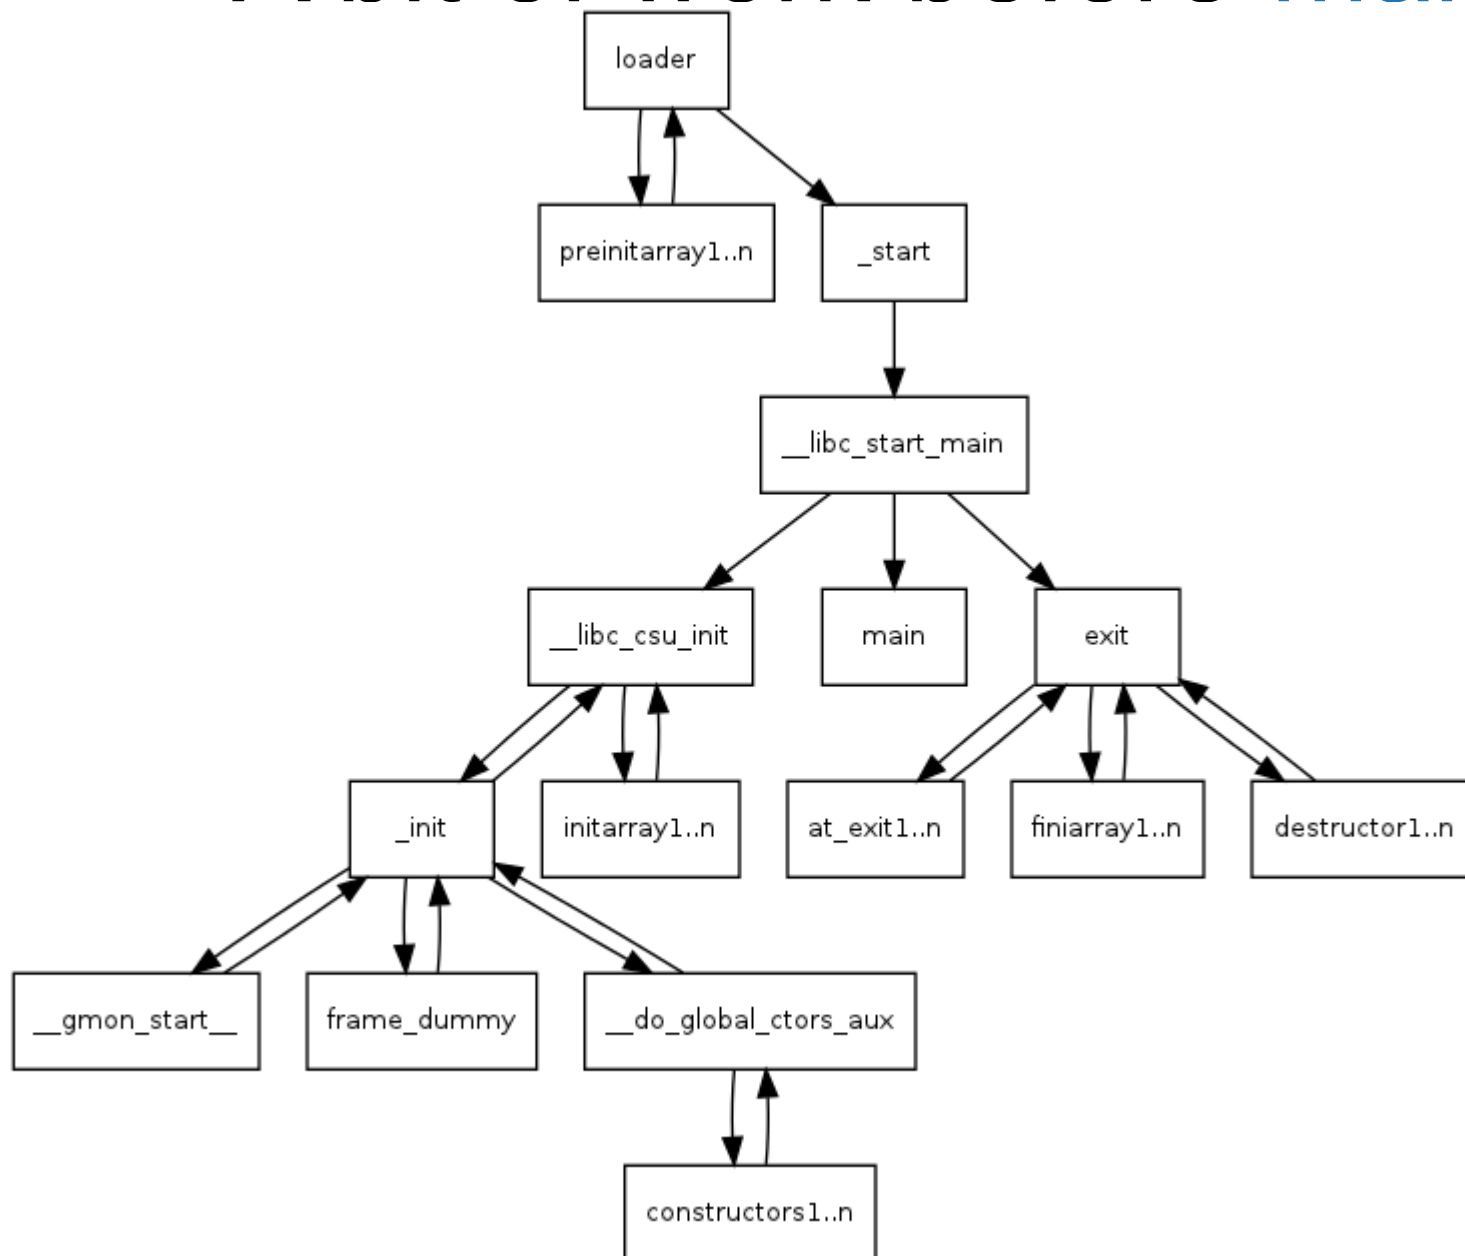 loader
preinitarray1..n
_start
__libc_start_main
__libc_csu_init
main
exit
_init
initarray1..n
at_exit1..n
finiarray1..n
destructor1..n
__gmon_start__
frame_dummy
__do_global_ctors_aux
constructors1..n